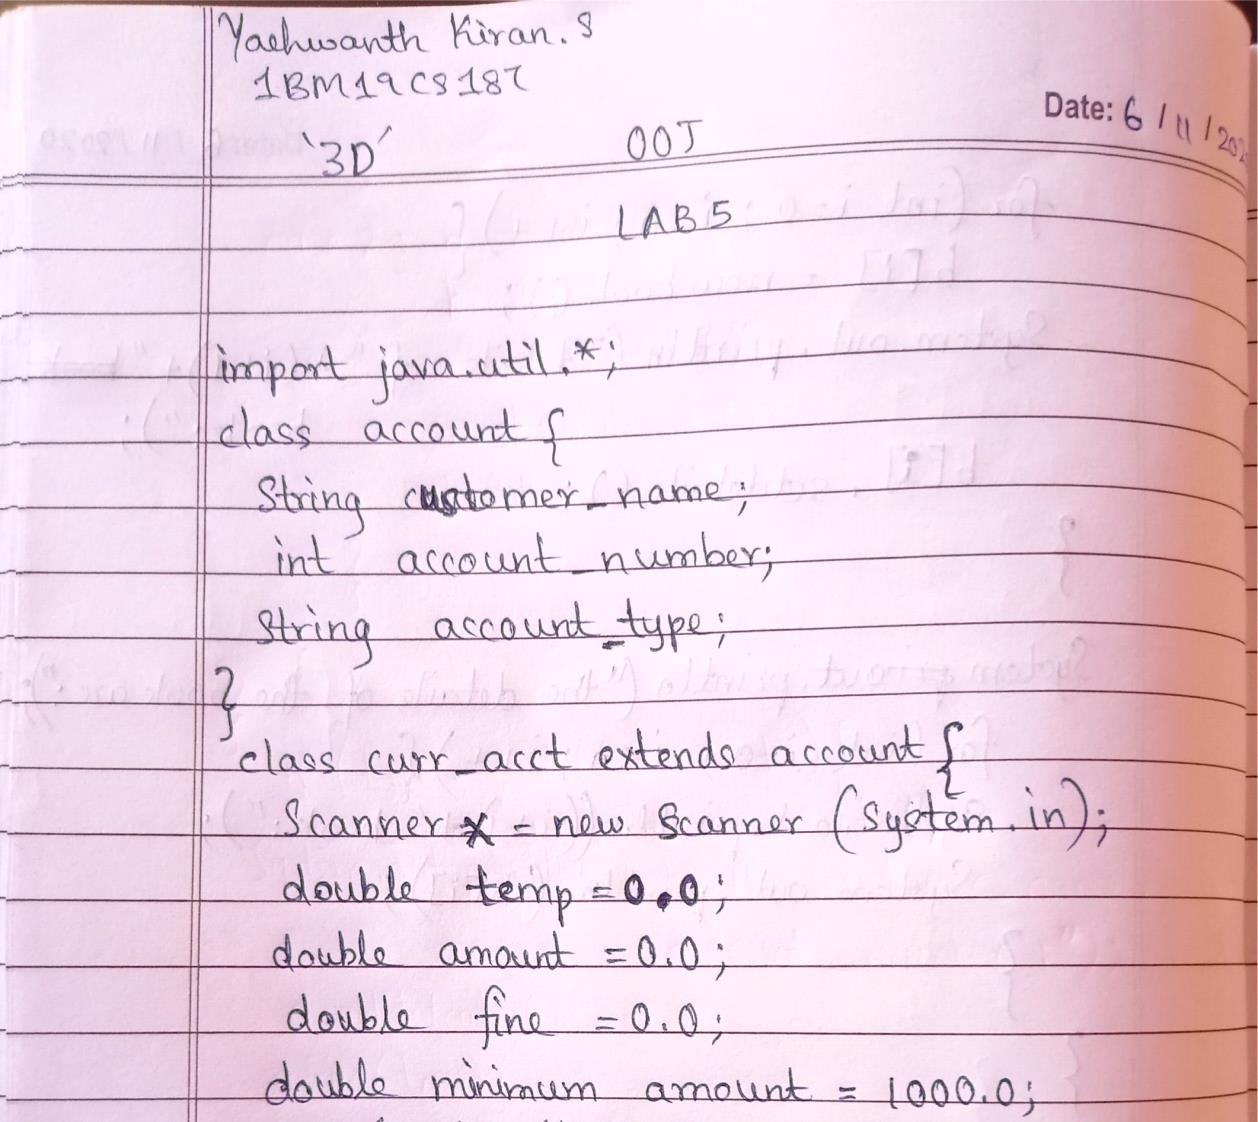 Yashwanth Kiran. S
1BM19CS187
'3D'
OOJ
Date: 6/11/202
LAB 5
import java.util.*;
class account {
String customer_name;
int account_number;
String account_type;
}
class curr_acct extends account {
Scanner x = new Scanner (System.in);
double temp = 0.0;
double amount = 0.0;
double fine = 0.0;
double minimum amount = 1000.0;